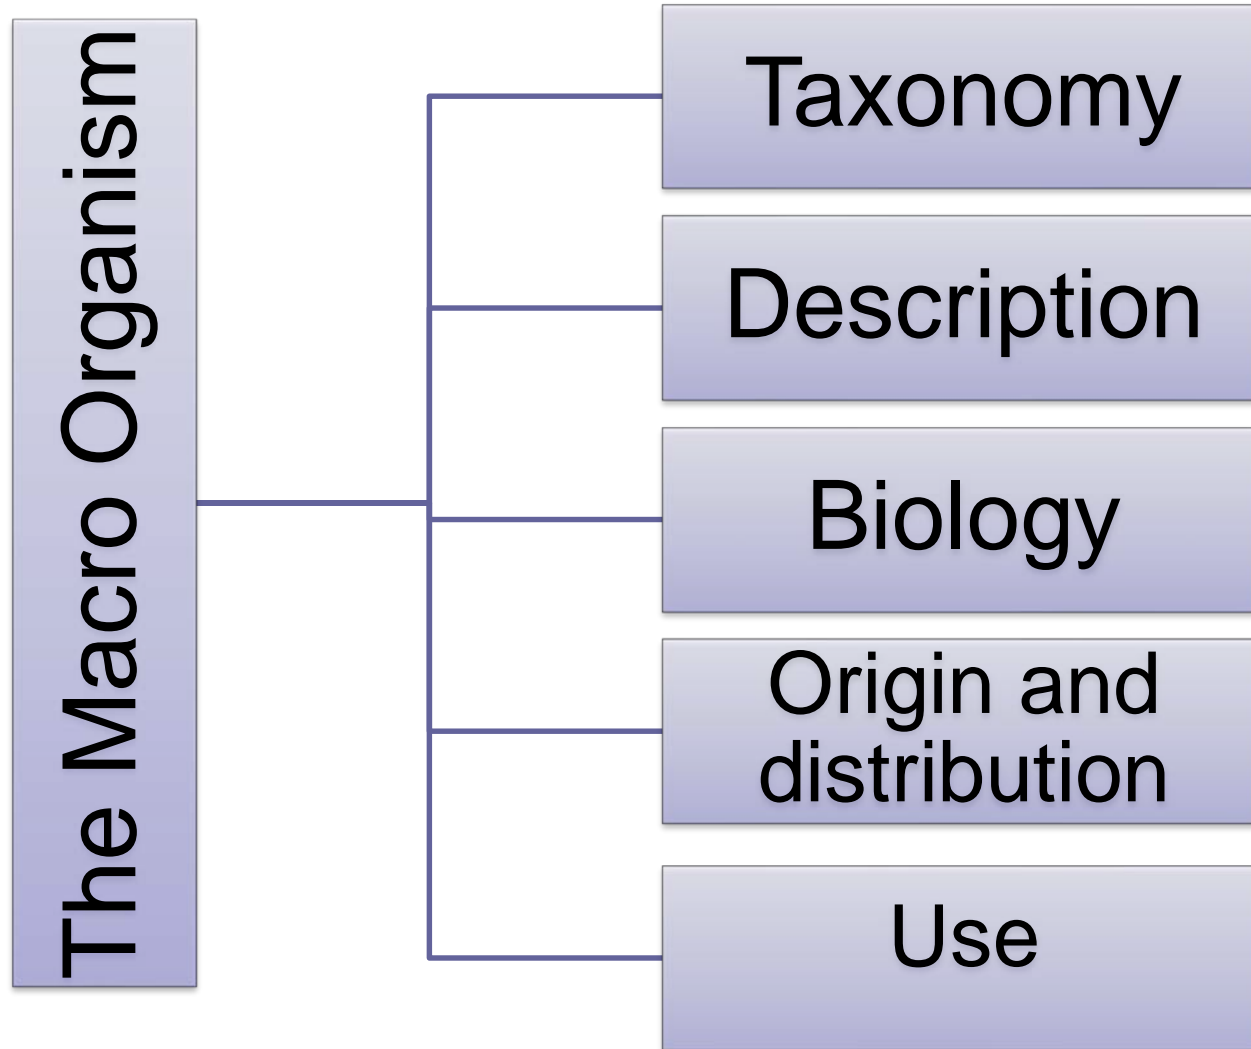 The Macro Organism
Taxonomy
Description
Biology
Origin and
distribution
Use